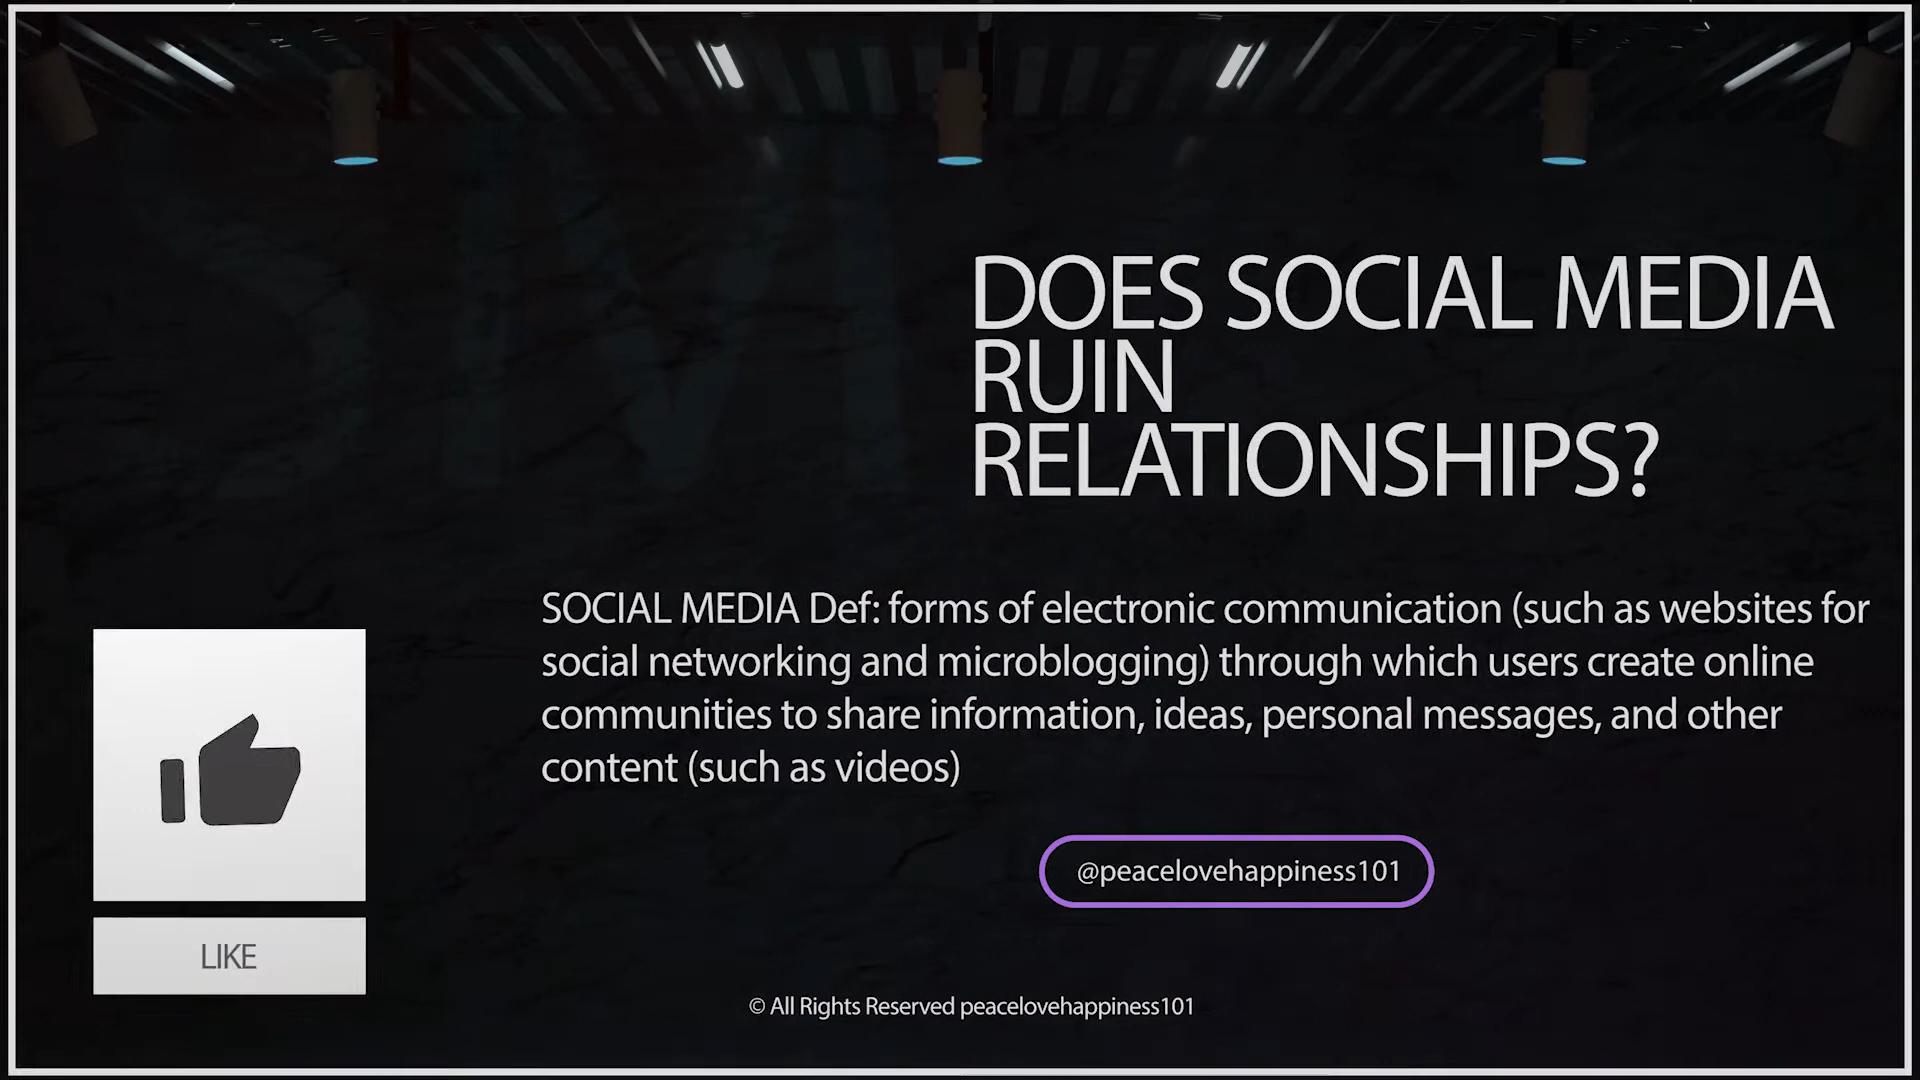 DOES SOCIAL MEDIA
RUIN
RELATIONSHIPS?
SOCIAL MEDIA Def: forms of electronic communication (such as websites for
social networking and microblogging) through which users create online
communities to share information, ideas, personal messages, and other
content (such as videos)
@peacelovehappiness101
LIKE
© All Rights Reserved peacelovehappiness101